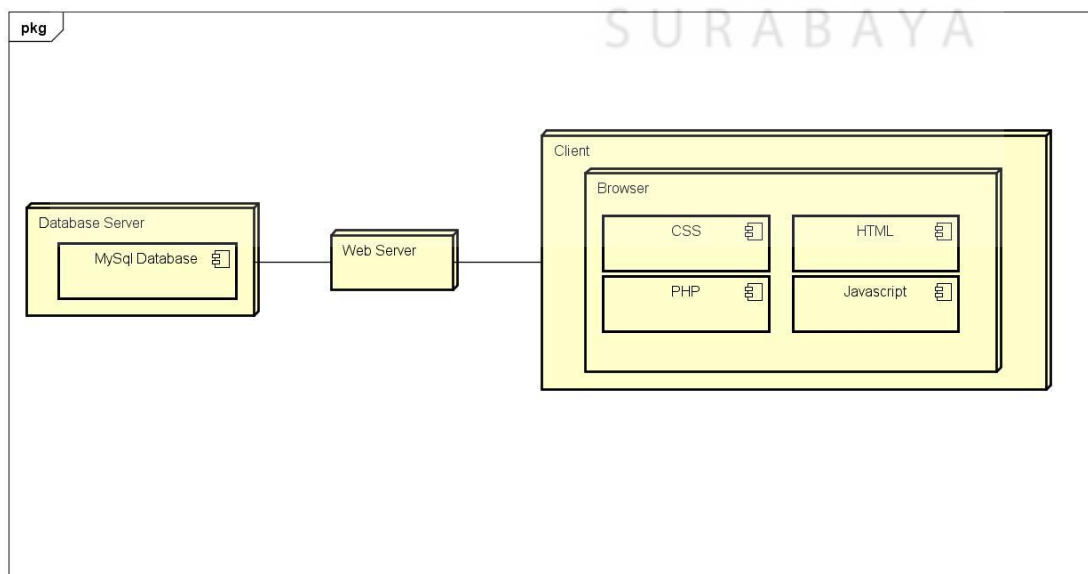 SURABAYA
pkg
Client
Browser
CSS
HTML
PHP
Javascript
Database Server
MySql Database
Web Server